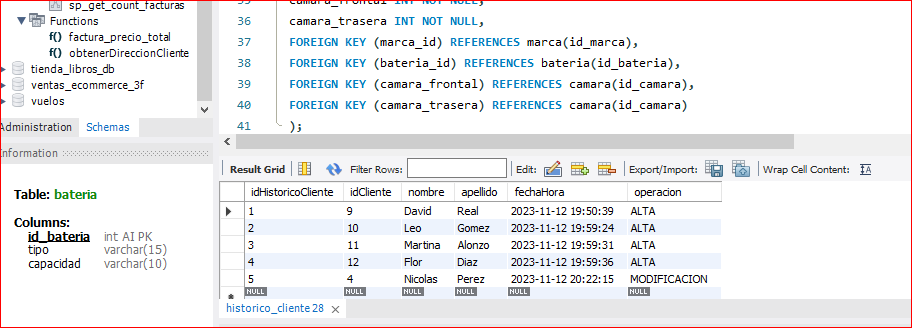 sp_get_count_facturas
Functions
f() factura_precio_total
f() obtenerDireccionCliente
tienda_libros_db
ventas_ecommerce_3f
vuelos
Administration Schemas
Information
Table: bateria
Columns:
id_bateria int AI PK
tipo varchar(15)
capacidad varchar(10)
35 camara_frontal INT NOT NULL,
36 camara_trasera INT NOT NULL,
37 FOREIGN KEY (marca_id) REFERENCES marca(id_marca),
38 FOREIGN KEY (bateria_id) REFERENCES bateria(id_bateria),
39 FOREIGN KEY (camara_frontal) REFERENCES camara(id_camara),
40 FOREIGN KEY (camara_trasera) REFERENCES camara(id_camara)
41 );
Result Grid Filter Rows: Edit: Export/Import: Wrap Cell Content:
idHistoricoCliente idCliente nombre apellido fechaHora operacion
1 9 David Real 2023-11-12 19:50:39 ALTA
2 10 Leo Gomez 2023-11-12 19:59:24 ALTA
3 11 Martina Alonzo 2023-11-12 19:59:31 ALTA
4 12 Flor Diaz 2023-11-12 19:59:36 ALTA
5 4 Nicolas Perez 2023-11-12 20:22:15 MODIFICACION
NULL NULL NULL NULL NULL NULL
historico_cliente 28